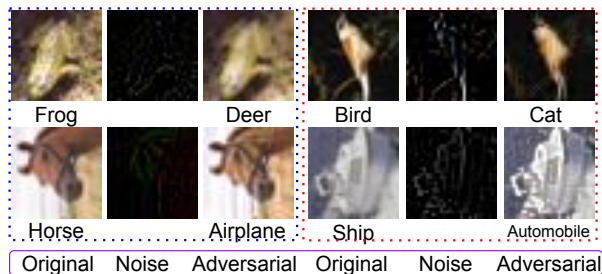 Frog Deer Bird Cat
Horse Airplane Ship Automobile
Original Noise Adversarial Original Noise Adversarial